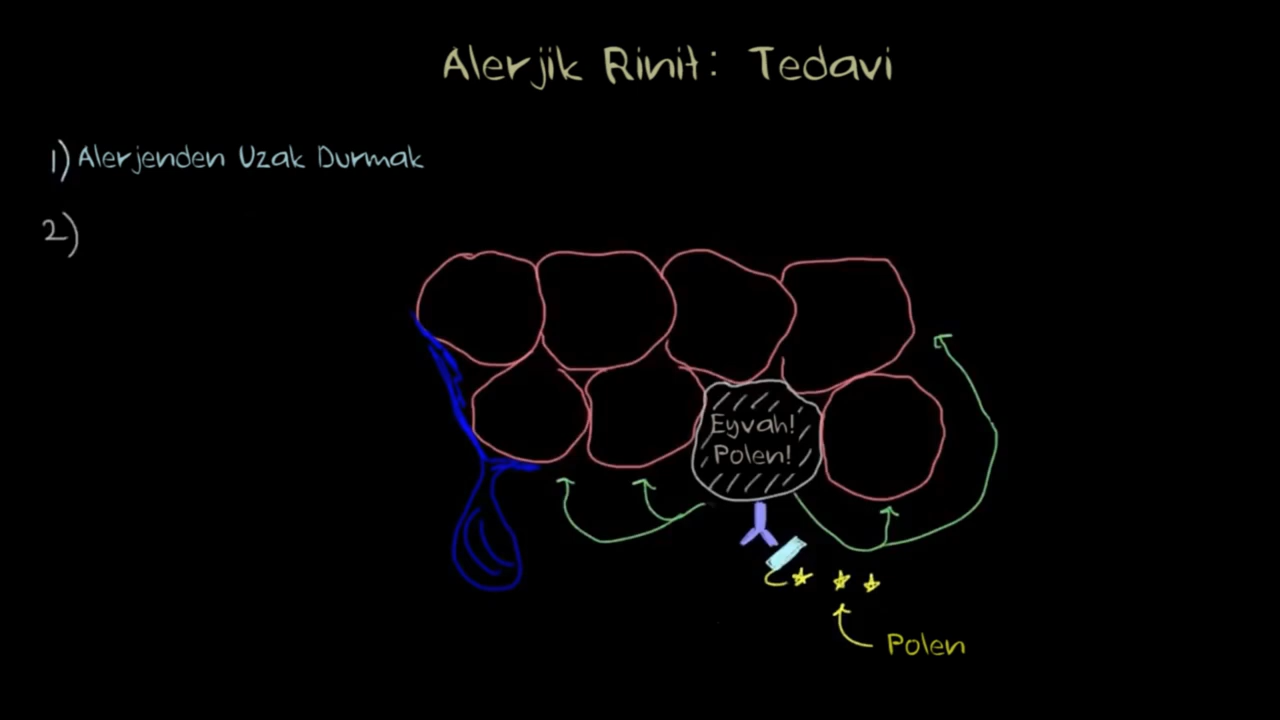 Alerjik Rinit: Tedavi
1) Alerjenden Uzak Durmak
2)
Eyvah!
Polen!
Polen